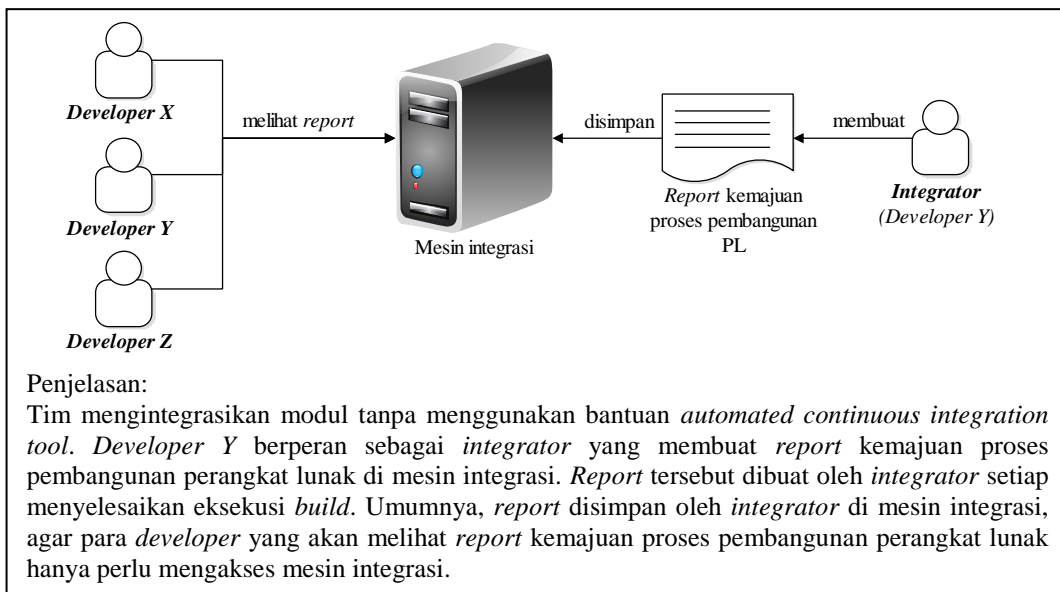 Developer X
melihat report
disimpan
membuat
Developer Y
Mesin integrasi
Report kemajuan
proses pembangunan
PL
Integrator
(Developer Y)
Developer Z
Penjelasan:
Tim mengintegrasikan modul tanpa menggunakan bantuan automated continuous integration
tool. Developer Y berperan sebagai integrator yang membuat report kemajuan proses
pembangunan perangkat lunak di mesin integrasi. Report tersebut dibuat oleh integrator setiap
menyelesaikan eksekusi build. Umumnya, report disimpan oleh integrator di mesin integrasi,
agar para developer yang akan melihat report kemajuan proses pembangunan perangkat lunak
hanya perlu mengakses mesin integrasi.